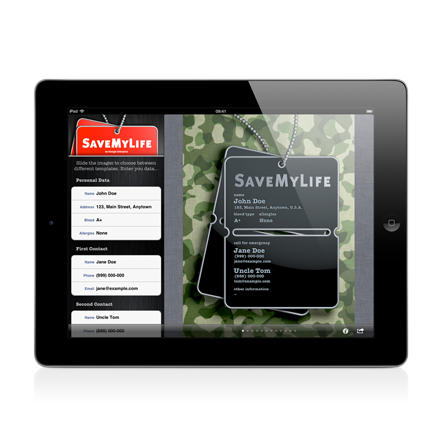 iPad
09:41
SAVEMYLIFE
Slide the images to choose between
different templates. Enter you data...
Personal Data
Name John Doe
Address 123, Main Street, Anytown
Blood A+
Allergies None
First Contact
Name Jane Doe
Phone (999) 000-000
Email jane@example.com
Second Contact
Name Uncle Tom
Phone (888) 000-000
SAVEMYLIFE
name
John Doe
123, Main Street, Anytown, U.S.A.
blood type allergies
A+ None
call for emergency
Jane Doe
(999) 000-000
jane@example.com
Uncle Tom
(888) 000-000
tom@example.com
other information